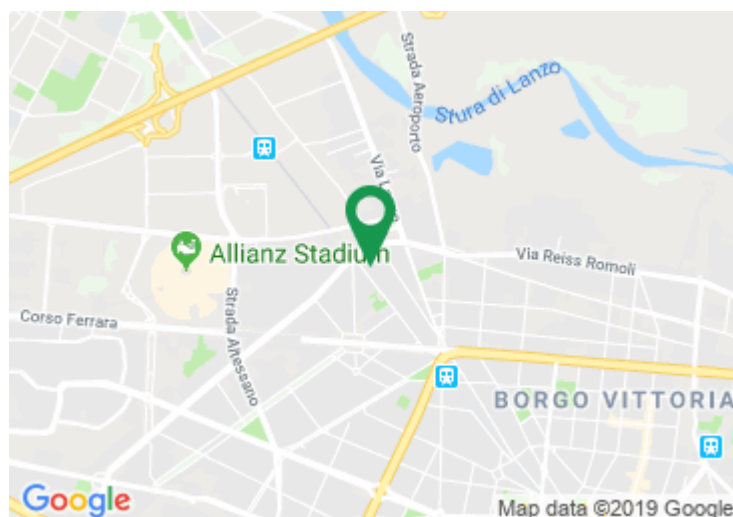 Strada Aeroporto
Stura di Lanzo
Allianz Stadium
Via Reiss Romoli
Corso Ferrara
Strada Altessano
BORGO VITTORIA
Google
Map data ©2019 Google